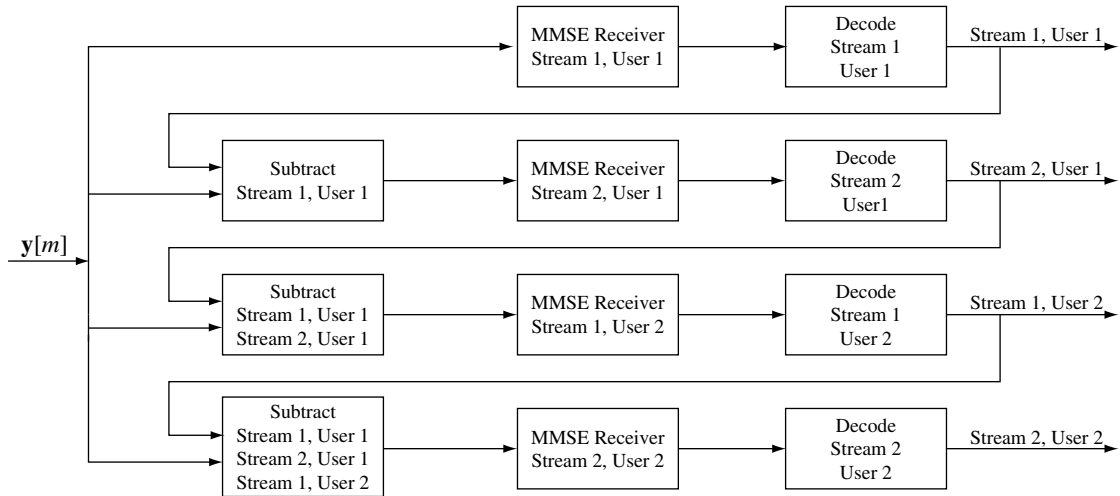 MMSE Receiver
Stream 1, User 1
Decode
Stream 1
User 1
Stream 1, User 1
Subtract
Stream 1, User 1
MMSE Receiver
Stream 2, User 1
Decode
Stream 2
User1
Stream 2, User 1
y[m]
Subtract
Stream 1, User 1
Stream 2, User 1
MMSE Receiver
Stream 1, User 2
Decode
Stream 1
User 2
Stream 1, User 2
Subtract
Stream 1, User 1
Stream 2, User 1
Stream 1, User 2
MMSE Receiver
Stream 2, User 2
Decode
Stream 2
User 2
Stream 2, User 2